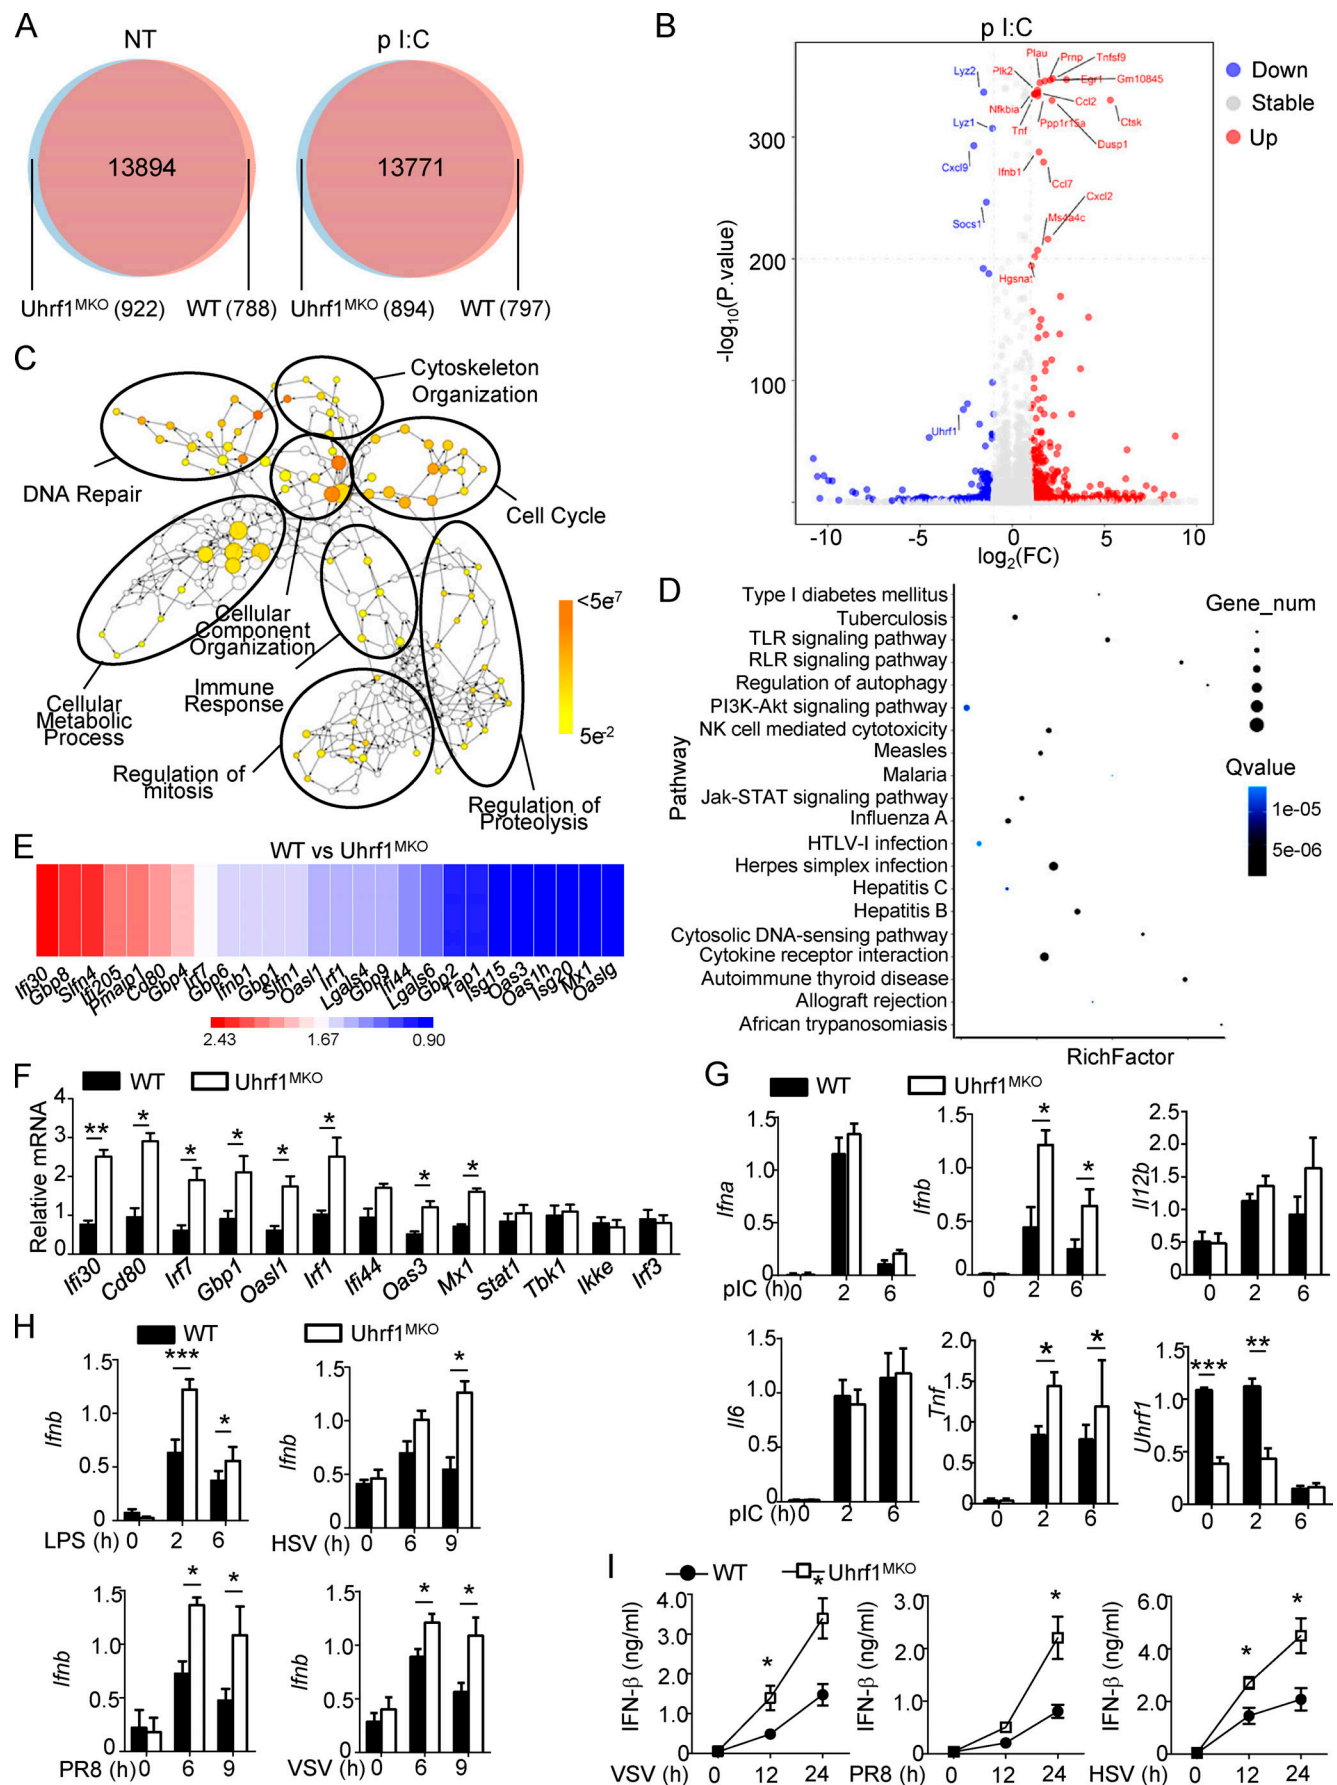 A
NT
p I:C
13894
13771
Uhrf1MKO (922)
WT (788)
Uhrf1MKO (894)
WT (797)
B
p I:C
Down
Stable
Up
Plau
Prnp
Tnfsf9
Lyz2
Plk2
Egr1
Gm10845
Nfkbia
Ccl2
Ctsk
Lyz1
Tnf
Ppp1r15a
Dusp1
Cxcl9
Ifnb1
Ccl7
Cxcl2
Socs1
Ms4a4c
Hgsnat
Uhrf1
-log10(P.value)
300
200
100
-10
-5
0
5
10
log2(FC)
C
Cytoskeleton
Organization
DNA Repair
Cell Cycle
Cellular
Component
Organization
Cellular
Metabolic
Process
Immune
Response
Regulation of
mitosis
Regulation of
Proteolysis
<5e7
5e-2
D
Pathway
Type I diabetes mellitus
Tuberculosis
TLR signaling pathway
RLR signaling pathway
Regulation of autophagy
PI3K-Akt signaling pathway
NK cell mediated cytotoxicity
Measles
Malaria
Jak-STAT signaling pathway
Influenza A
HTLV-I infection
Herpes simplex infection
Hepatitis C
Hepatitis B
Cytosolic DNA-sensing pathway
Cytokine receptor interaction
Autoimmune thyroid disease
Allograft rejection
African trypanosomiasis
RichFactor
Gene_num
Qvalue
1e-05
5e-06
E
WT vs Uhrf1MKO
Ifi30
Gbp8
Slfn4
Ifi205
Pmaip1
Cd80
Gbp4
Irf7
Gbp6
Ifnb1
Gbp1
Slfn1
Oasl1
Irf1
Lgals4
Gbp9
Ifi44
Lgals6
Gbp2
Tap1
Isg15
Oas3
Oas1h
Isg20
Mx1
Oaslg
2.43
1.67
0.90
F
WT
Uhrf1MKO
Relative mRNA
4
3
2
1
0
** * * * * * * *
Ifi30
Cd80
Irf7
Gbp1
Oasl1
Irf1
Ifi44
Oas3
Mx1
Stat1
Tbk1
Ikke
Irf3
G
WT
Uhrf1MKO
Ifna
1.5
1.0
0.5
0
pIC (h) 0 2 6
Ifnb
1.5
1.0
0.5
0
* *
0 2 6
Il12b
2.5
2.0
1.5
1.0
0.5
0
0 2 6
Il6
1.5
1.0
0.5
0
pIC (h) 0 2 6
Tnf
2.0
1.5
1.0
0.5
0
* *
0 2 6
Uhrf1
1.5
1.0
0.5
0
*** **
0 2 6
H
WT
Uhrf1MKO
Ifnb
1.5
1.0
0.5
0
*** *
LPS (h) 0 2 6
Ifnb
1.5
1.0
0.5
0
*
HSV (h) 0 6 9
Ifnb
1.5
1.0
0.5
0
* *
PR8 (h) 0 6 9
Ifnb
1.5
1.0
0.5
0
* *
VSV (h) 0 6 9
I
WT
Uhrf1MKO
IFN-β (ng/ml)
4.0
3.0
2.0
1.0
0
* *
VSV (h) 0 12 24
IFN-β (ng/ml)
3.0
2.0
1.0
0
*
PR8 (h) 0 12 24
IFN-β (ng/ml)
6.0
4.0
2.0
0
* *
HSV (h) 0 12 24